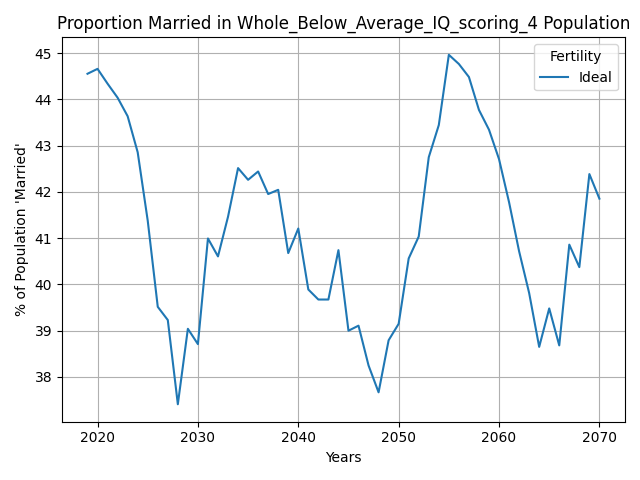 Proportion Married in Whole_Below_Average_IQ_scoring_4 Population
Fertility
Ideal
% of Population 'Married'
45
44
43
42
41
40
39
38
2020 2030 2040 2050 2060 2070
Years